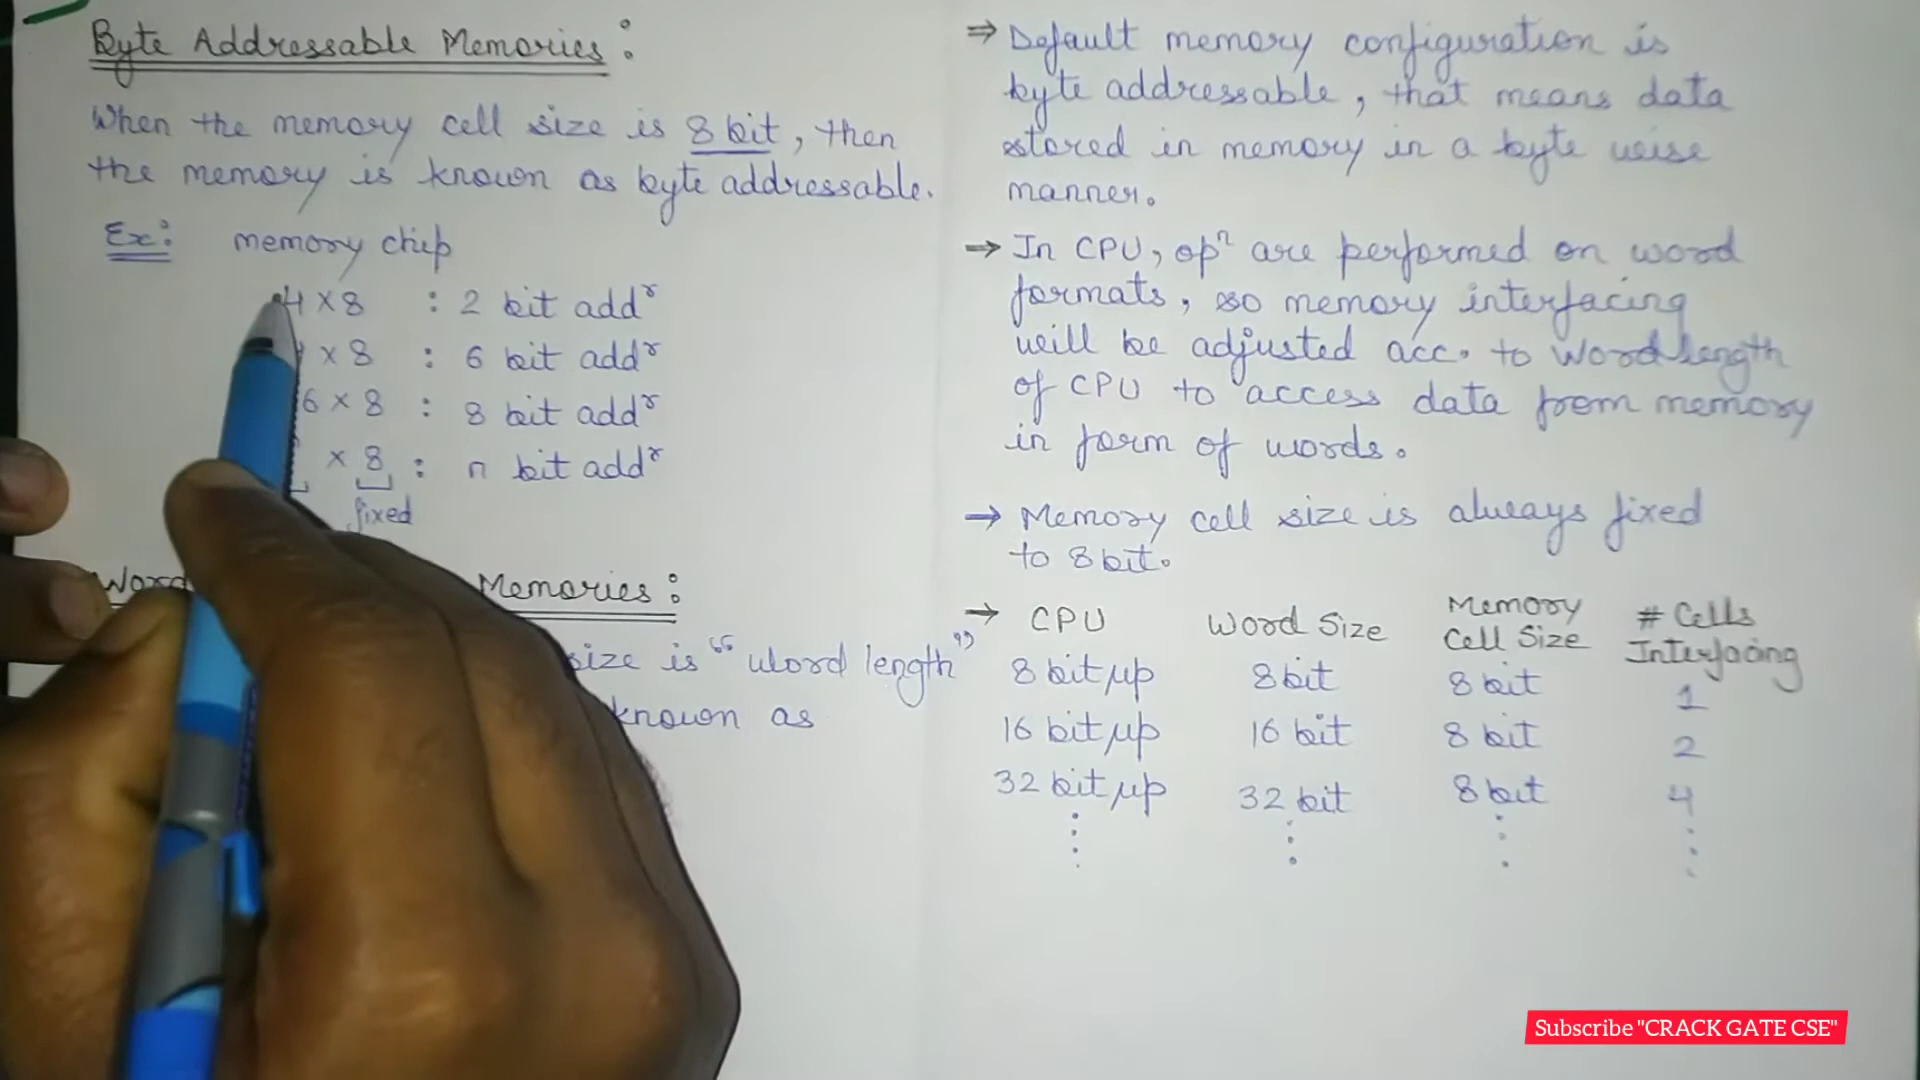 Byte Addressable Memories :
When the memory cell size is 8 bit, then
the memory is known as byte addressable.
Ex: memory chip
4 × 8 : 2 bit addʳ
× 8 : 6 bit addʳ
6 × 8 : 8 bit addʳ
× 8 : n bit addʳ
fixed
Word Memories :
size is "word length"
known as
⇒ Default memory configuration is
byte addressable, that means data
stored in memory in a byte wise
manner.
→ In CPU, opⁿ are performed on word
formats, so memory interfacing
will be adjusted acc. to word length
of CPU to access data from memory
in form of words.
→ Memory cell size is always fixed
to 8 bit.
→ CPU Word Size Memory Cell Size # Cells Interfacing
8 bit μp 8 bit 8 bit 1
16 bit μp 16 bit 8 bit 2
32 bit μp 32 bit 8 bit 4
Subscribe "CRACK GATE CSE"